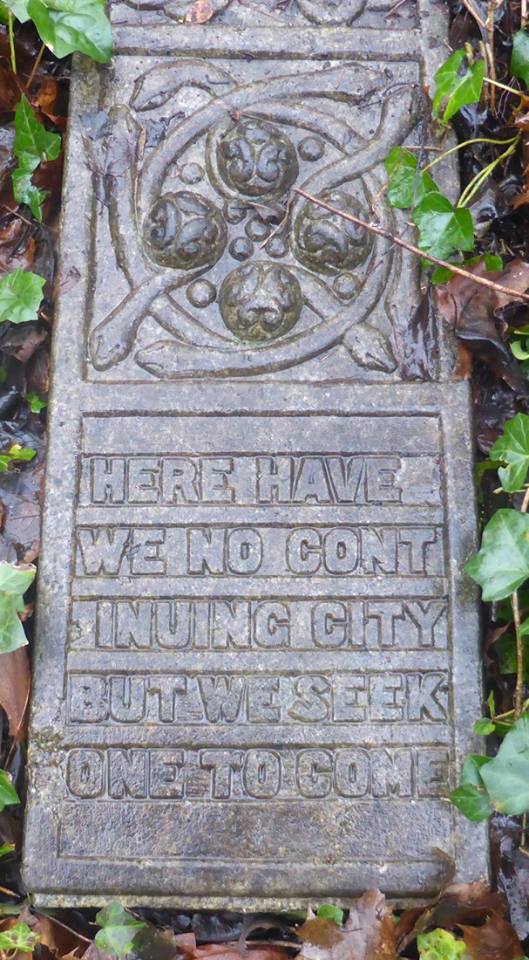 HERE HAVE
WE NO CONT
INUING CITY
BUT WE SEEK
ONE TO COME